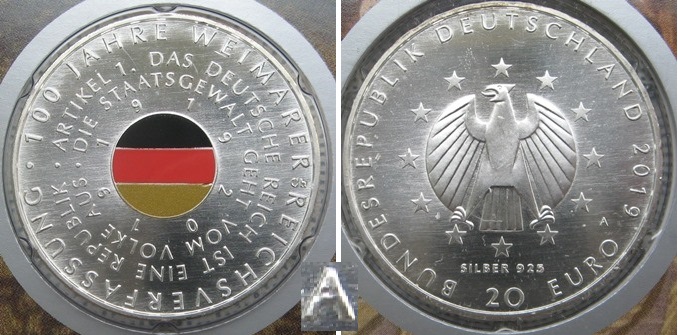 · 100 JAHRE WEIMARER REICHSVERFASSUNG
ARTIKEL 1. DAS DEUTSCHE REICH IST EINE REPUBLIK ·
DIE STAATSGEWALT GEHT VOM VOLKE AUS ·
1919
2019
A
BUNDESREPUBLIK DEUTSCHLAND 2019
SILBER 925
20 EURO
A